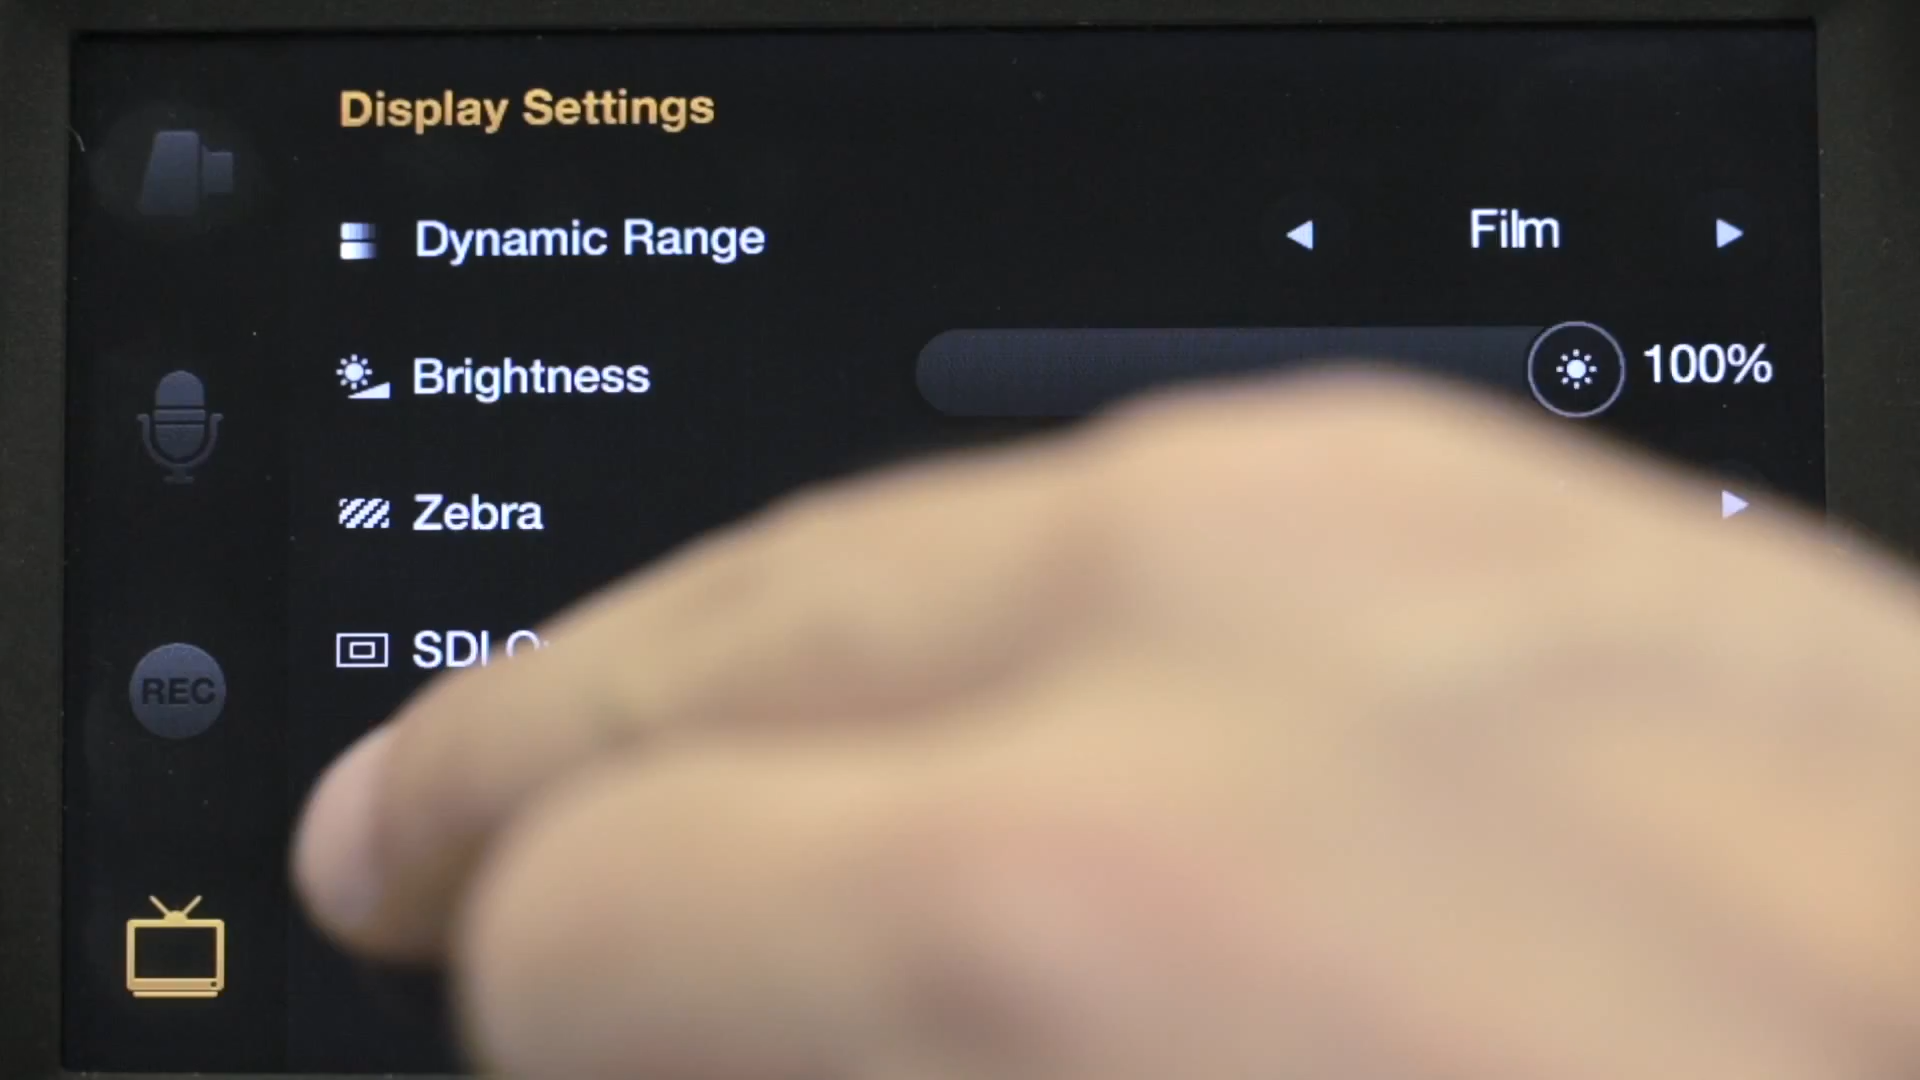 Display Settings
Dynamic Range
Film
Brightness
100%
Zebra
SDI
REC